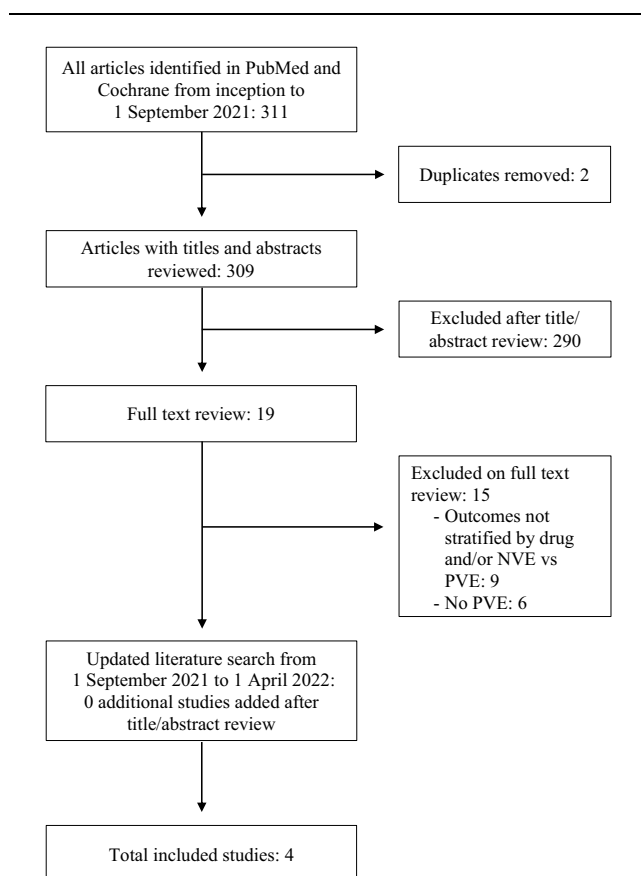 All articles identified in PubMed and
Cochrane from inception to
1 September 2021: 311
Duplicates removed: 2
Articles with titles and abstracts
reviewed: 309
Excluded after title/
abstract review: 290
Full text review: 19
Excluded on full text
review: 15
- Outcomes not
stratified by drug
and/or NVE vs
PVE: 9
- No PVE: 6
Updated literature search from
1 September 2021 to 1 April 2022:
0 additional studies added after
title/abstract review
Total included studies: 4